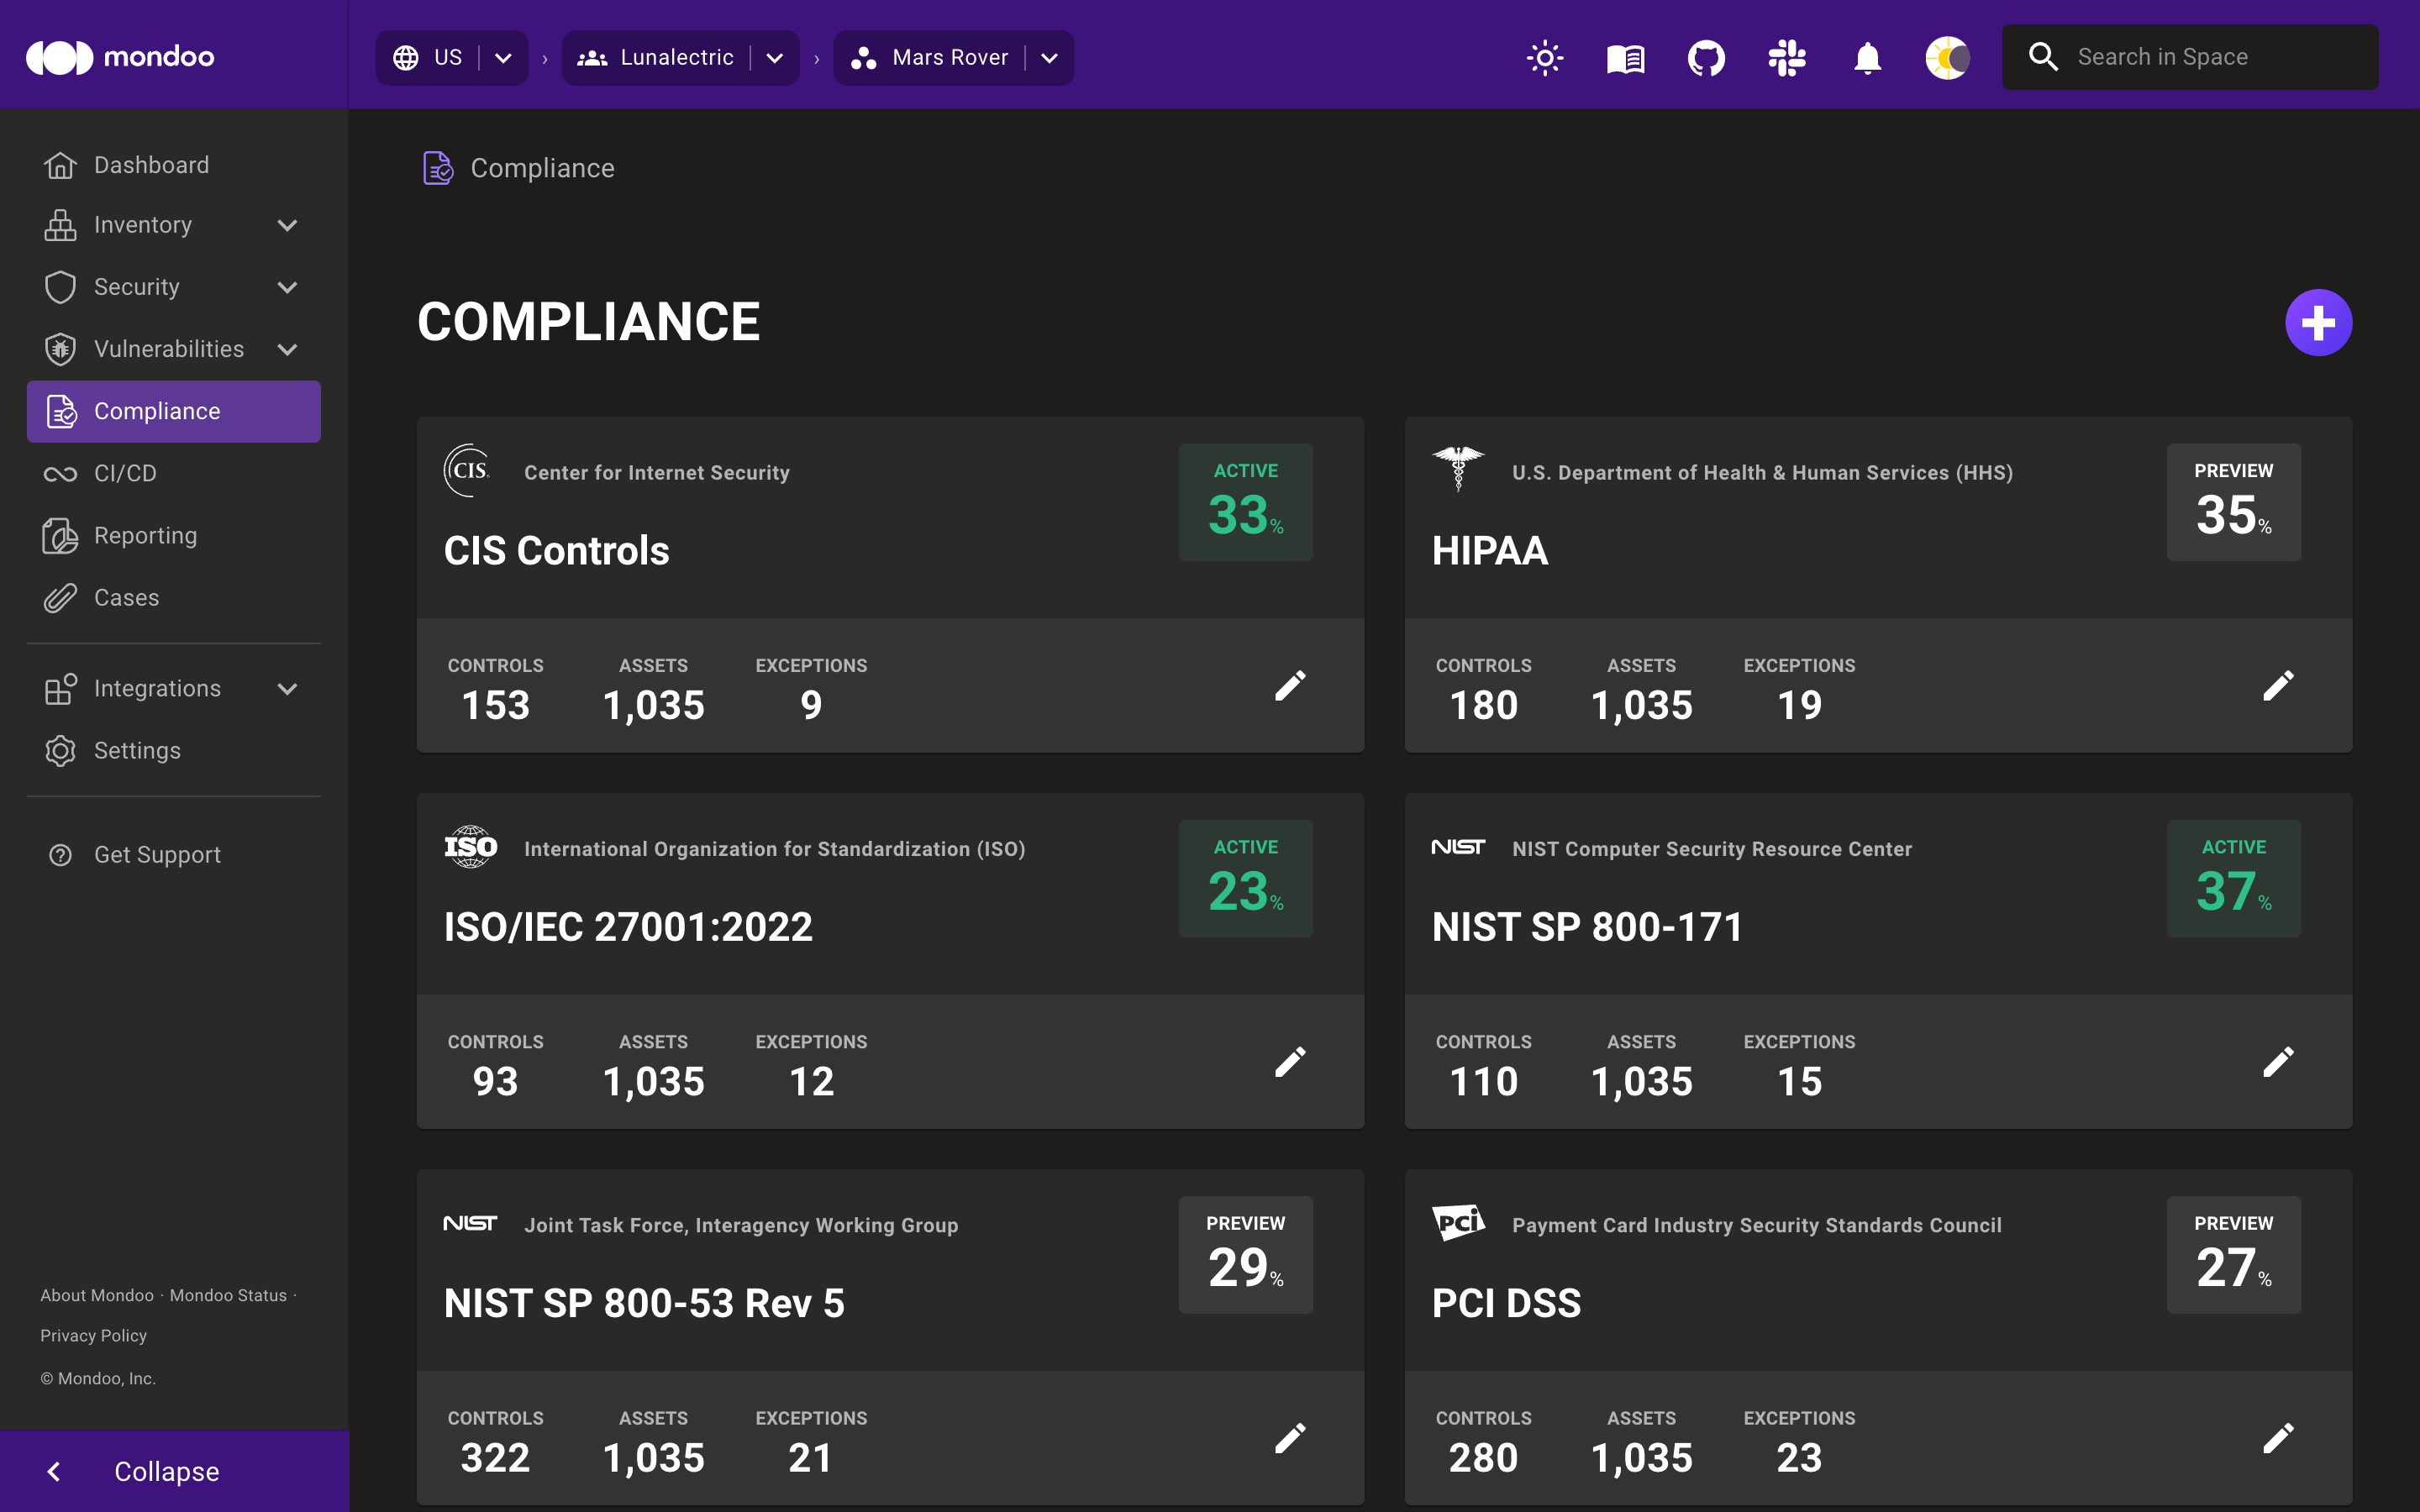 mondoo
US
Lunalectric
Mars Rover
Search in Space
Dashboard
Inventory
Security
Vulnerabilities
Compliance
CI/CD
Reporting
Cases
Integrations
Settings
Get Support
About Mondoo · Mondoo Status ·
Privacy Policy
© Mondoo, Inc.
Collapse
Compliance
COMPLIANCE
CIS.
Center for Internet Security
ACTIVE
33%
CIS Controls
CONTROLS ASSETS EXCEPTIONS
153 1,035 9
U.S. Department of Health & Human Services (HHS)
PREVIEW
35%
HIPAA
CONTROLS ASSETS EXCEPTIONS
180 1,035 19
ISO
International Organization for Standardization (ISO)
ACTIVE
23%
ISO/IEC 27001:2022
CONTROLS ASSETS EXCEPTIONS
93 1,035 12
NIST
NIST Computer Security Resource Center
ACTIVE
37%
NIST SP 800-171
CONTROLS ASSETS EXCEPTIONS
110 1,035 15
NIST
Joint Task Force, Interagency Working Group
PREVIEW
29%
NIST SP 800-53 Rev 5
CONTROLS ASSETS EXCEPTIONS
322 1,035 21
PCi
Payment Card Industry Security Standards Council
PREVIEW
27%
PCI DSS
CONTROLS ASSETS EXCEPTIONS
280 1,035 23